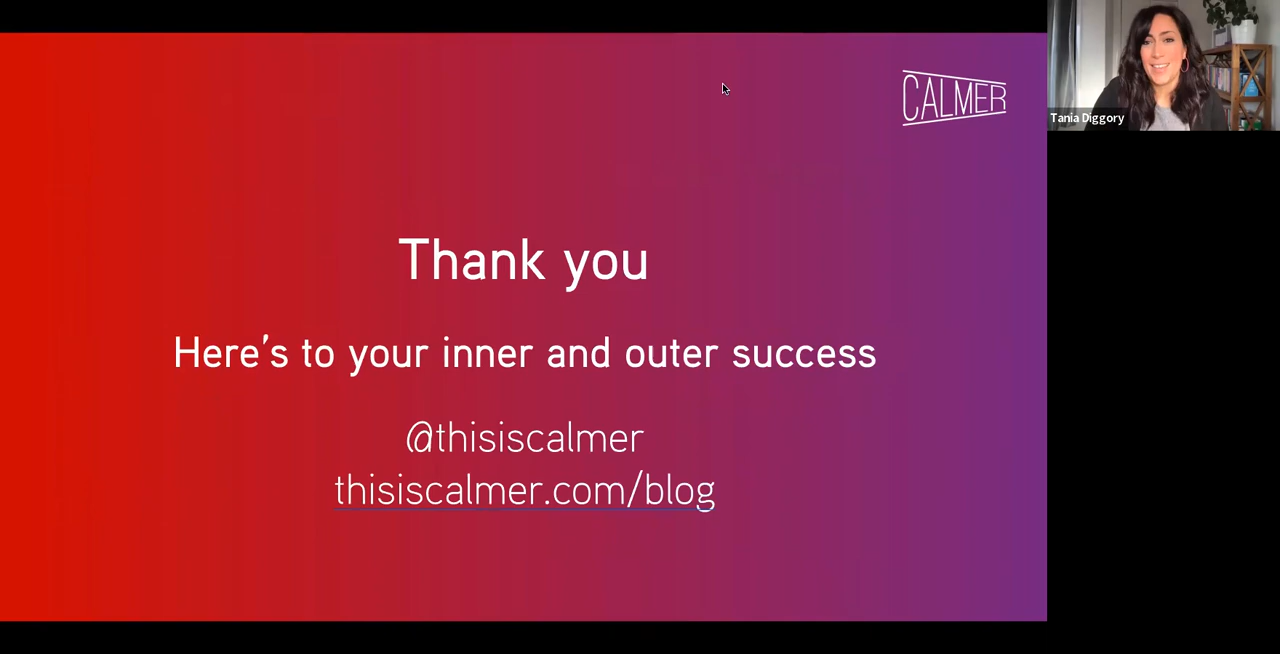 CALMER
Tania Diggory
Thank you
Here's to your inner and outer success
@thisiscalmer
thisiscalmer.com/blog